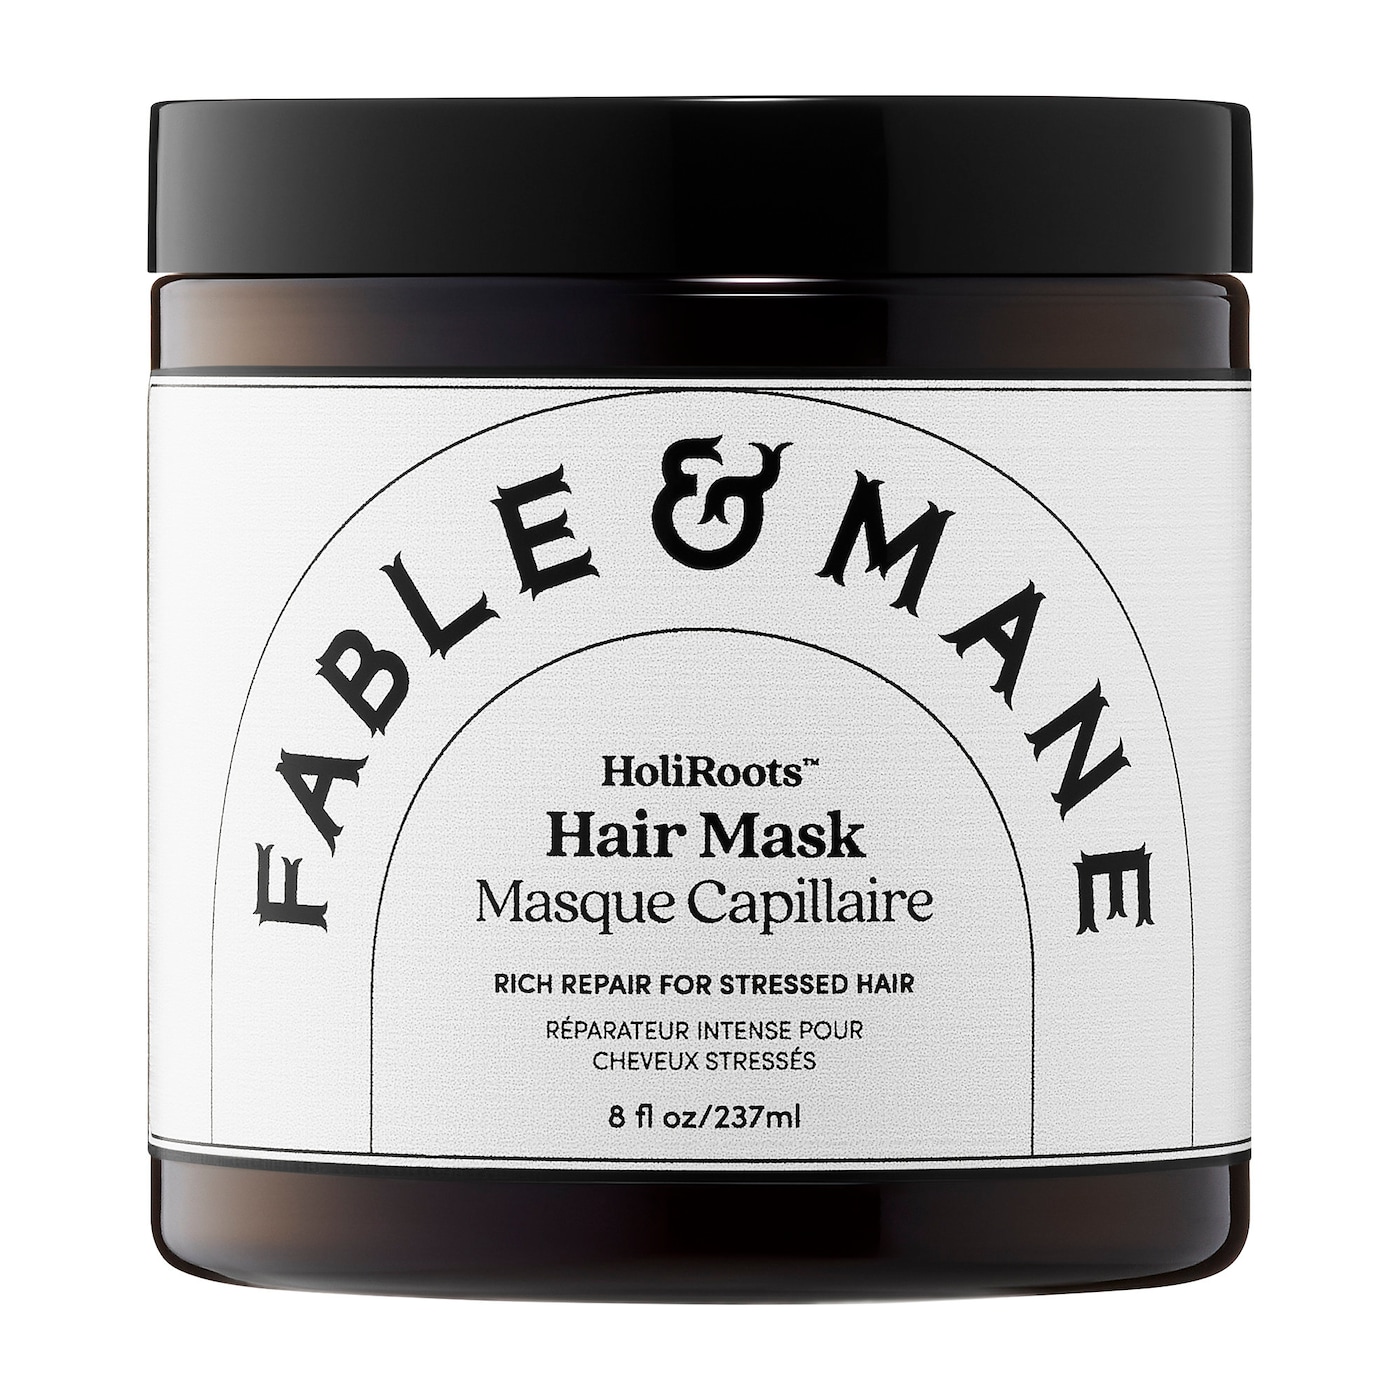 FABLE & MANE
HoliRoots™
Hair Mask
Masque Capillaire
RICH REPAIR FOR STRESSED HAIR
RÉPARATEUR INTENSE POUR
CHEVEUX STRESSÉS
8 fl oz/237ml